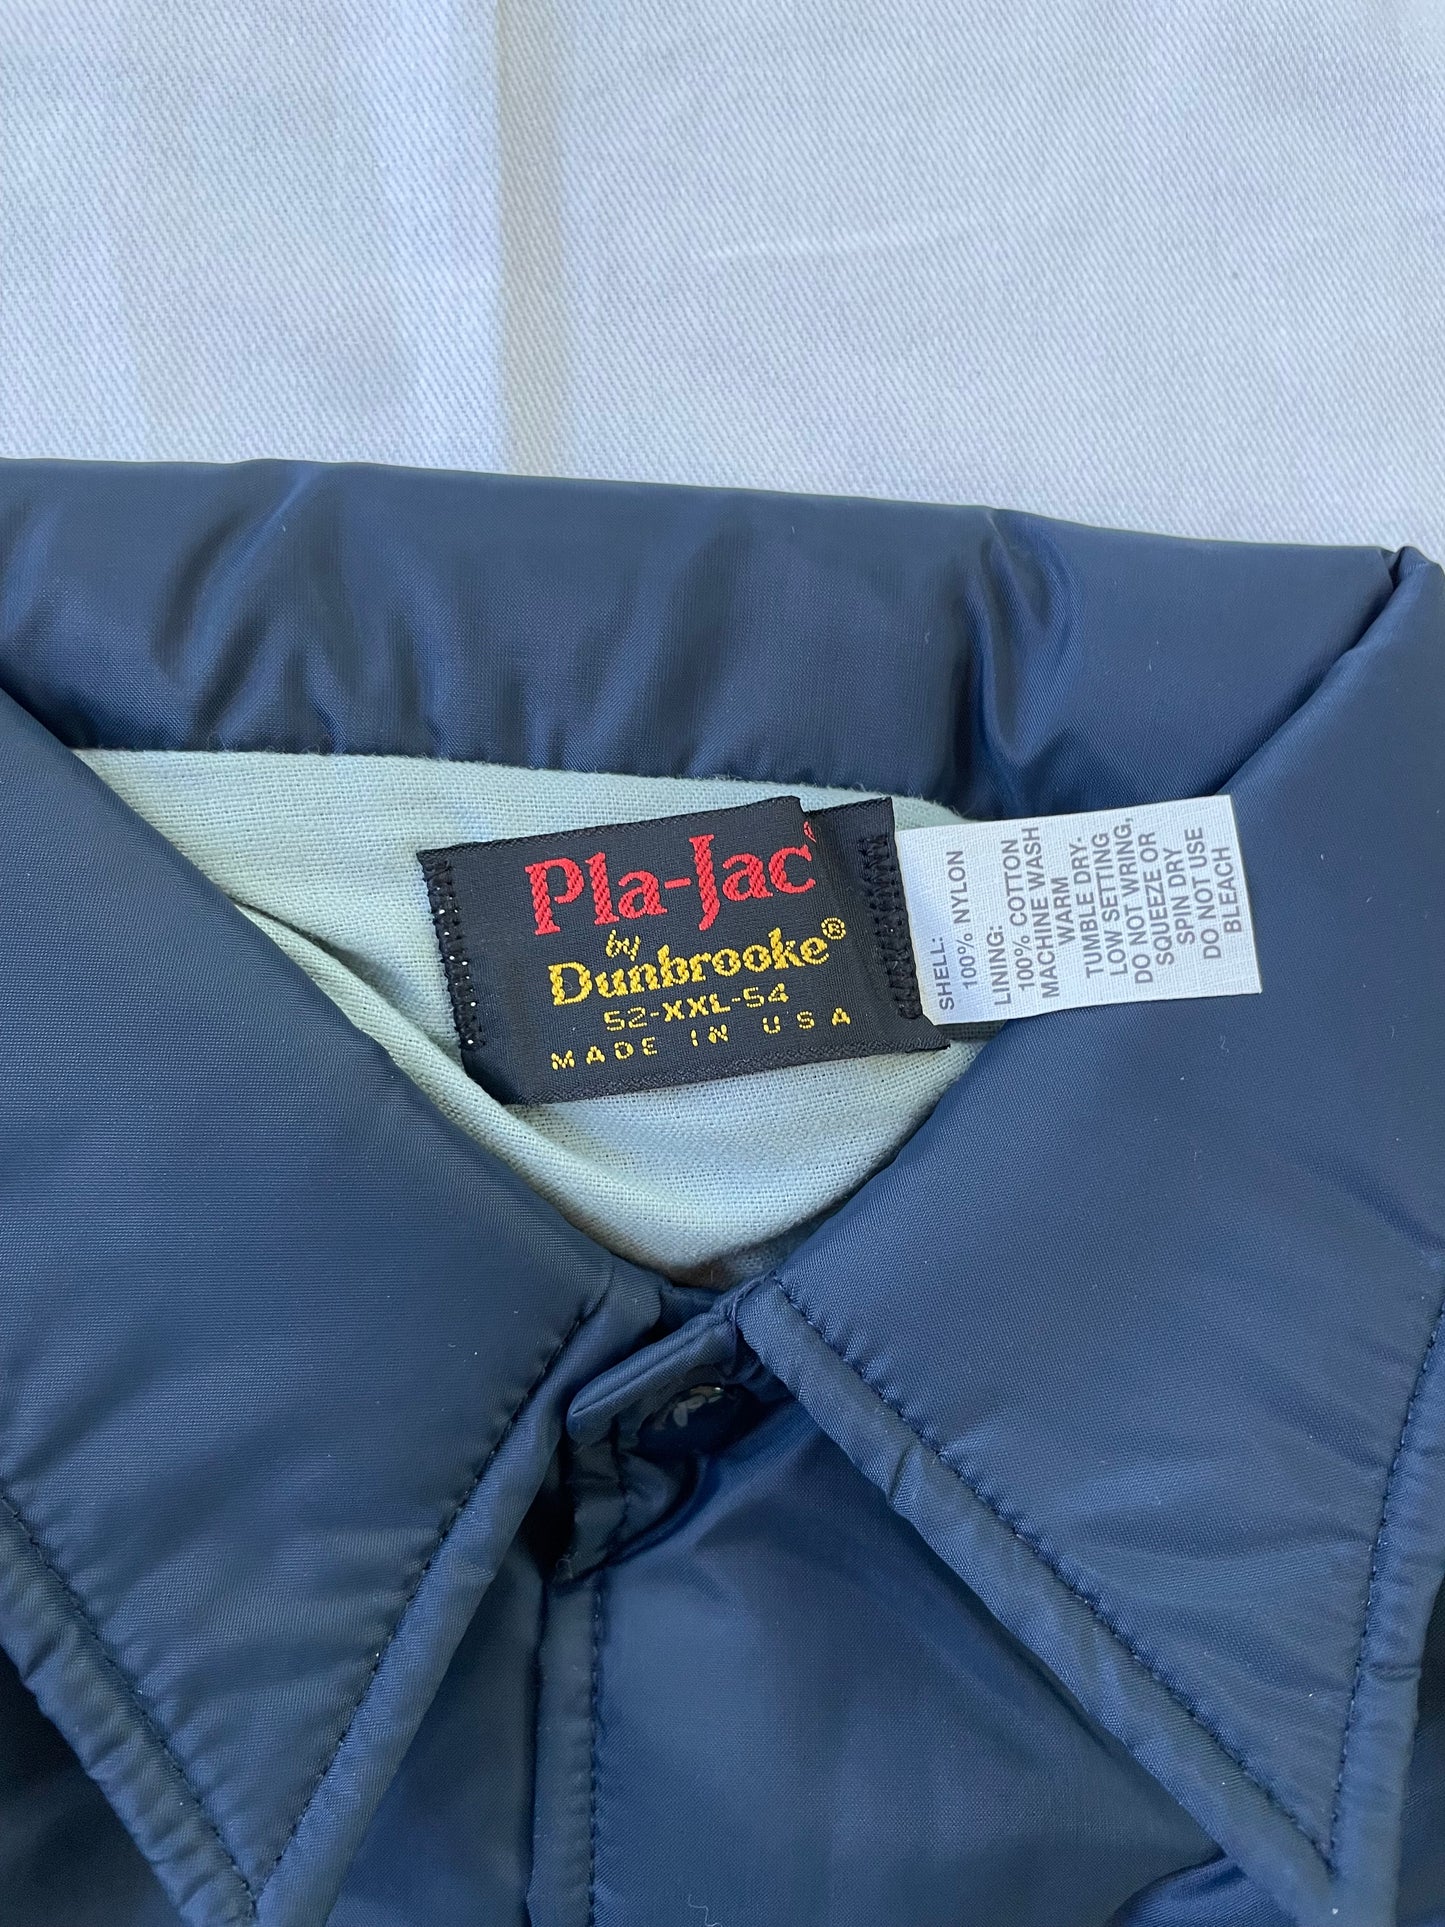 Pla-Jac®
by
Dunbrooke®
52-XXL-54
MADE IN USA
SHELL:
100% NYLON
LINING:
100% COTTON
MACHINE WASH
WARM
TUMBLE DRY-
LOW SETTING
DO NOT WRING,
SQUEEZE OR
SPIN DRY
DO NOT USE
BLEACH